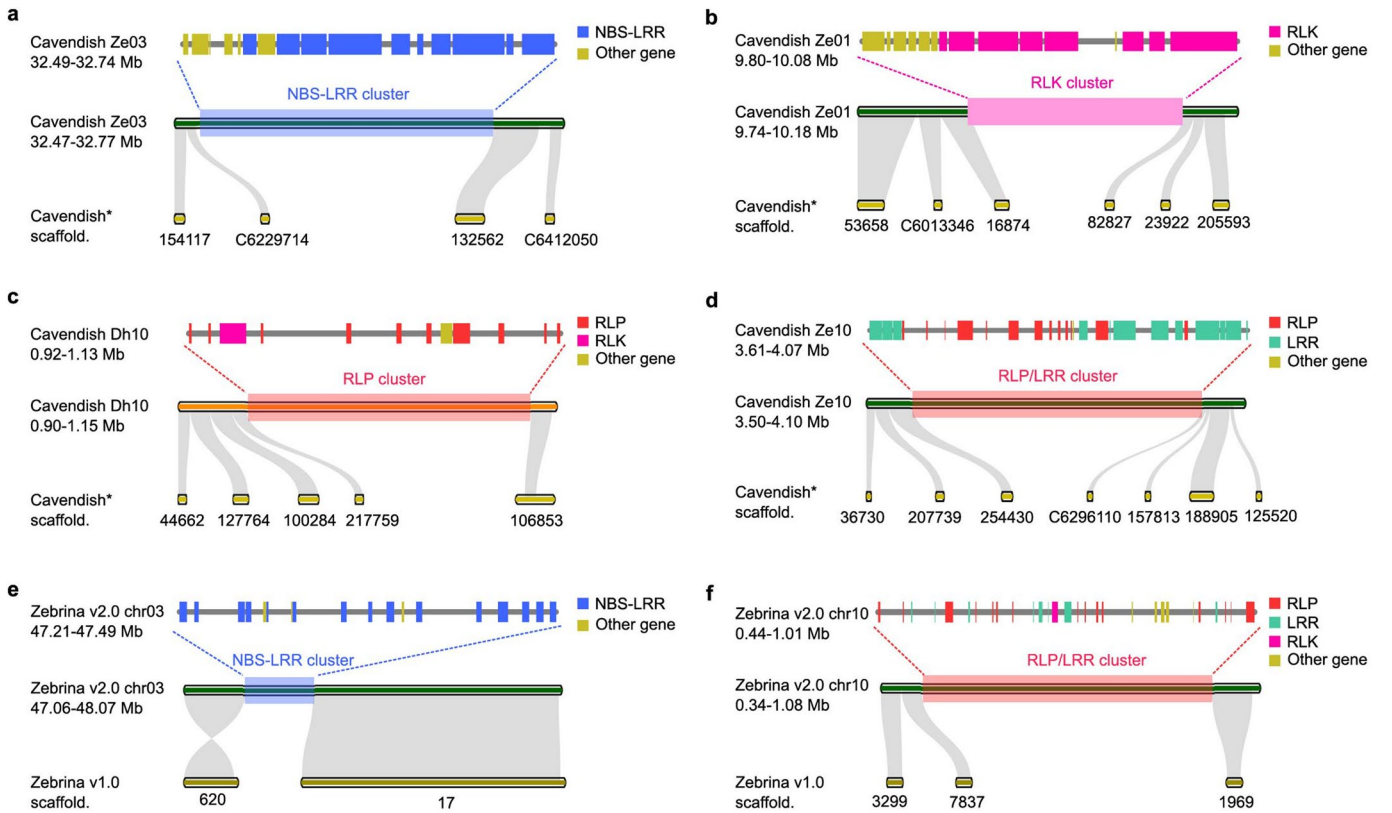 a
Cavendish Ze03
32.49-32.74 Mb
NBS-LRR
Other gene
NBS-LRR cluster
Cavendish Ze03
32.47-32.77 Mb
Cavendish*
scaffold.
154117 C6229714 132562 C6412050
b
Cavendish Ze01
9.80-10.08 Mb
RLK
Other gene
RLK cluster
Cavendish Ze01
9.74-10.18 Mb
Cavendish*
scaffold.
53658 C6013346 16874 82827 23922 205593
c
Cavendish Dh10
0.92-1.13 Mb
RLP
RLK
Other gene
RLP cluster
Cavendish Dh10
0.90-1.15 Mb
Cavendish*
scaffold.
44662 127764 100284 217759 106853
d
Cavendish Ze10
3.61-4.07 Mb
RLP
LRR
Other gene
RLP/LRR cluster
Cavendish Ze10
3.50-4.10 Mb
Cavendish*
scaffold.
36730 207739 254430 C6296110 157813 188905 125520
e
Zebrina v2.0 chr03
47.21-47.49 Mb
NBS-LRR
Other gene
NBS-LRR cluster
Zebrina v2.0 chr03
47.06-48.07 Mb
Zebrina v1.0
scaffold.
620 17
f
Zebrina v2.0 chr10
0.44-1.01 Mb
RLP
LRR
RLK
Other gene
RLP/LRR cluster
Zebrina v2.0 chr10
0.34-1.08 Mb
Zebrina v1.0
scaffold.
3299 7837 1969